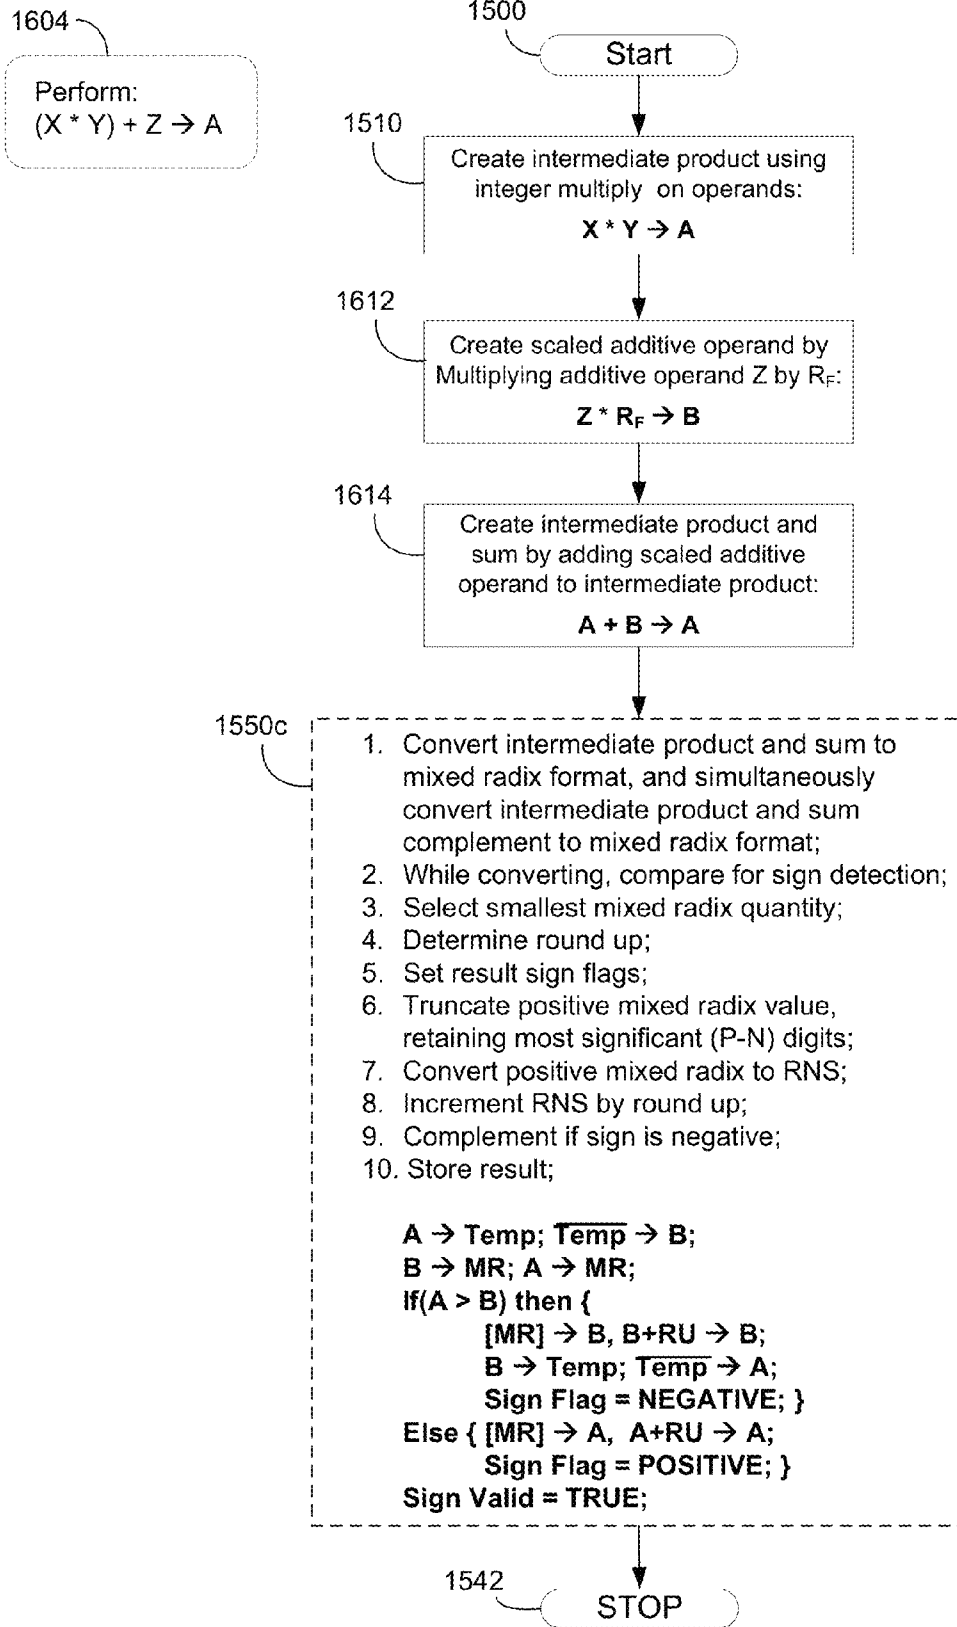 1604
Perform:
(X * Y) + Z → A
1500
Start
1510
Create intermediate product using
integer multiply on operands:
X * Y → A
1612
Create scaled additive operand by
Multiplying additive operand Z by RF:
Z * RF → B
1614
Create intermediate product and
sum by adding scaled additive
operand to intermediate product:
A + B → A
1550c
1. Convert intermediate product and sum to
mixed radix format, and simultaneously
convert intermediate product and sum
complement to mixed radix format;
2. While converting, compare for sign detection;
3. Select smallest mixed radix quantity;
4. Determine round up;
5. Set result sign flags;
6. Truncate positive mixed radix value,
retaining most significant (P-N) digits;
7. Convert positive mixed radix to RNS;
8. Increment RNS by round up;
9. Complement if sign is negative;
10. Store result;
A → Temp; T̅e̅m̅p̅ → B;
B → MR; A → MR;
If(A > B) then {
[MR] → B, B+RU → B;
B → Temp; T̅e̅m̅p̅ → A;
Sign Flag = NEGATIVE; }
Else { [MR] → A, A+RU → A;
Sign Flag = POSITIVE; }
Sign Valid = TRUE;
1542
STOP